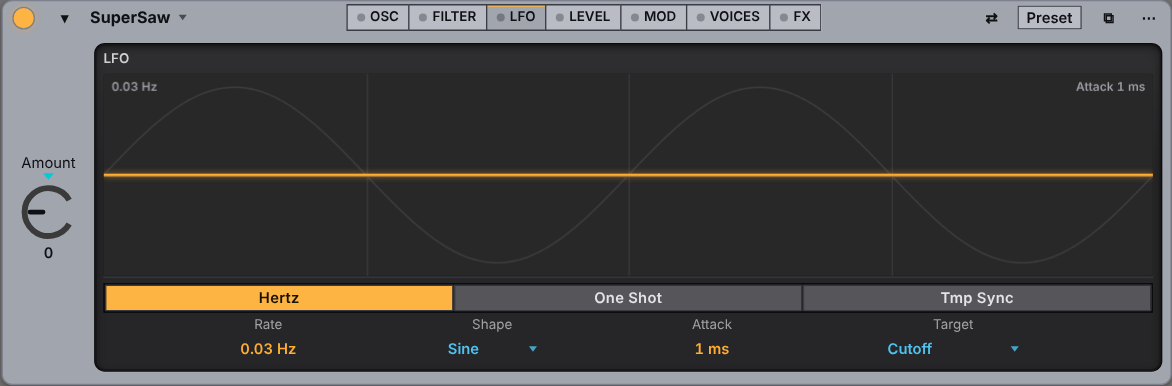 SuperSaw
OSC FILTER LFO LEVEL MOD VOICES FX
Preset
LFO
0.03 Hz
Attack 1 ms
Amount
0
Hertz One Shot Tmp Sync
Rate Shape Attack Target
0.03 Hz Sine 1 ms Cutoff